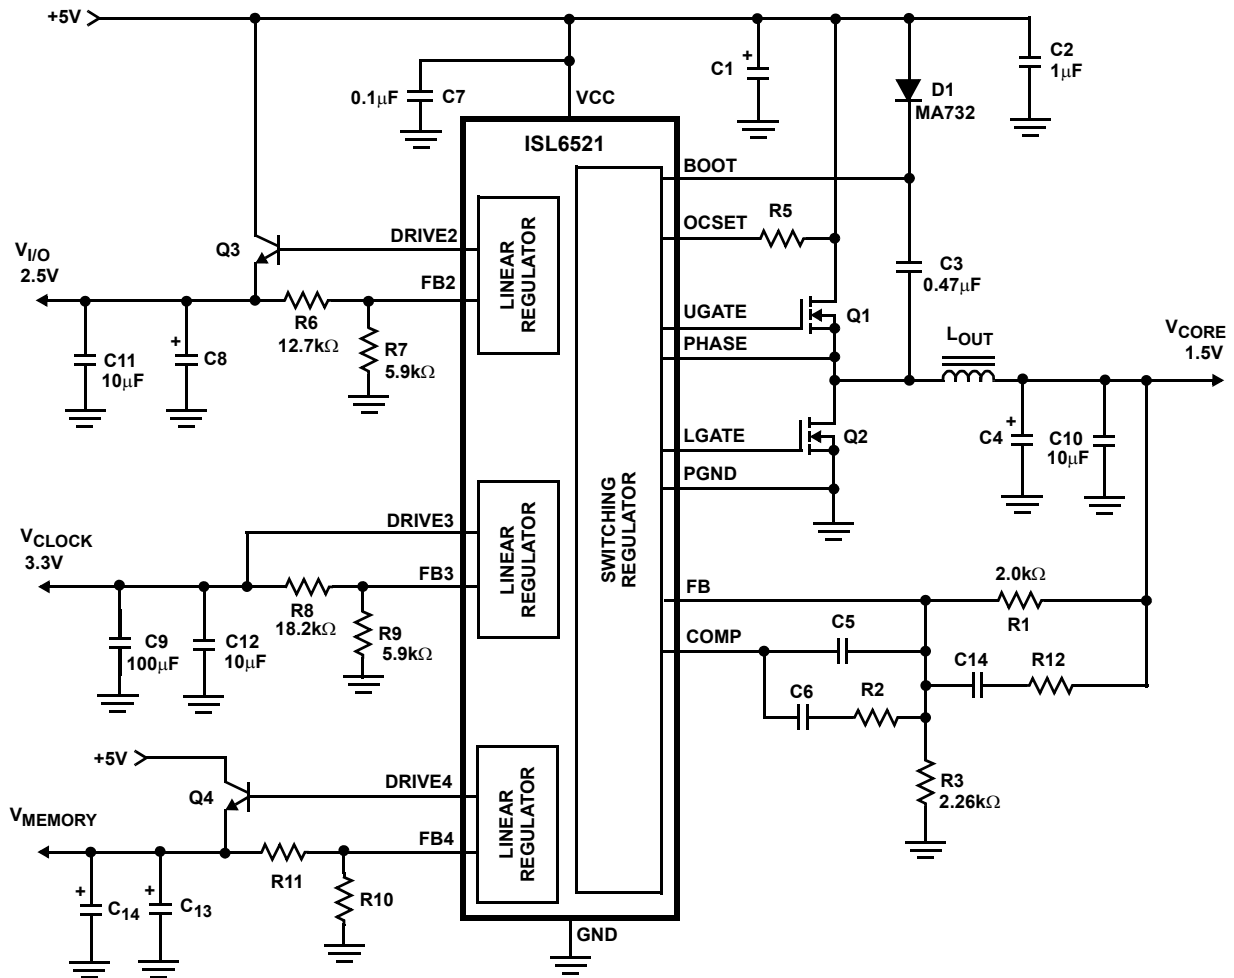 +5V
C2
1μF
C1
+
D1
MA732
0.1μF
C7
VCC
ISL6521
BOOT
OCSET
R5
C3
0.47μF
Q3
DRIVE2
LINEAR
REGULATOR
VI/O
2.5V
FB2
R6
12.7kΩ
R7
5.9kΩ
C11
10μF
+
C8
UGATE
Q1
PHASE
LOUT
VCORE
1.5V
LGATE
Q2
+
C4
C10
10μF
PGND
SWITCHING
REGULATOR
DRIVE3
LINEAR
REGULATOR
VCLOCK
3.3V
FB3
R8
18.2kΩ
R9
5.9kΩ
C9
100μF
C12
10μF
FB
2.0kΩ
R1
COMP
C5
C14
R12
C6
R2
R3
2.26kΩ
+5V
Q4
DRIVE4
LINEAR
REGULATOR
VMEMORY
FB4
R11
R10
+
C14
+
C13
GND